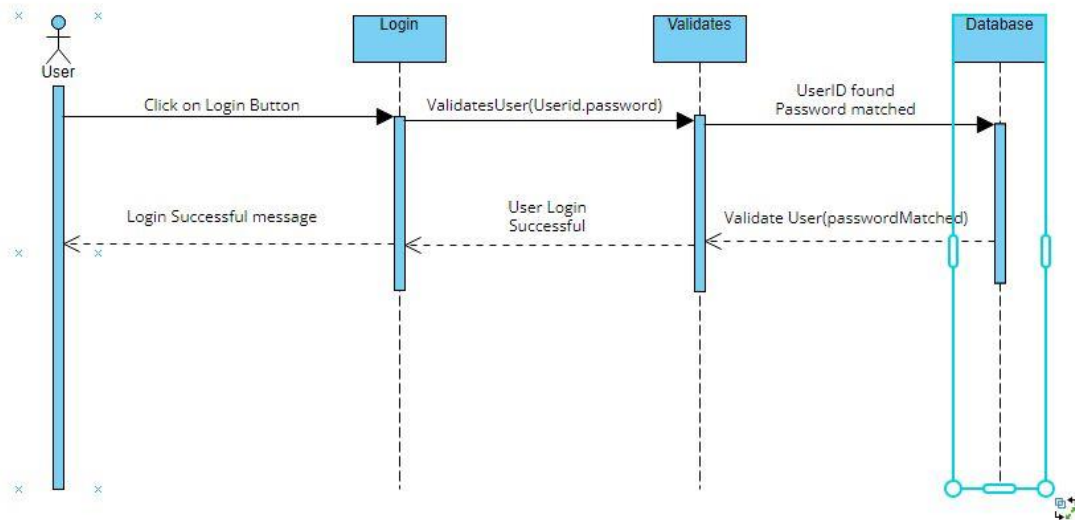 Login
Validates
Database
User
Click on Login Button
ValidatesUser(Userid.password)
UserID found
Password matched
Login Successful message
User Login
Successful
Validate User(passwordMatched)